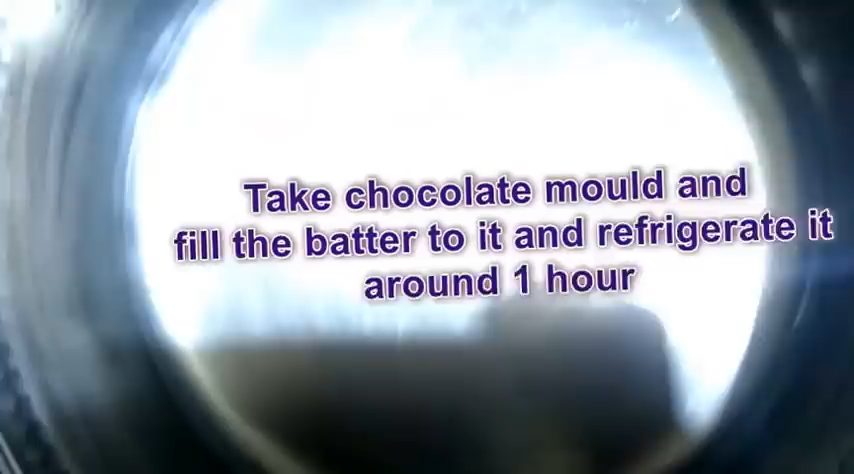 Take chocolate mould and
fill the batter to it and refrigerate it
around 1 hour